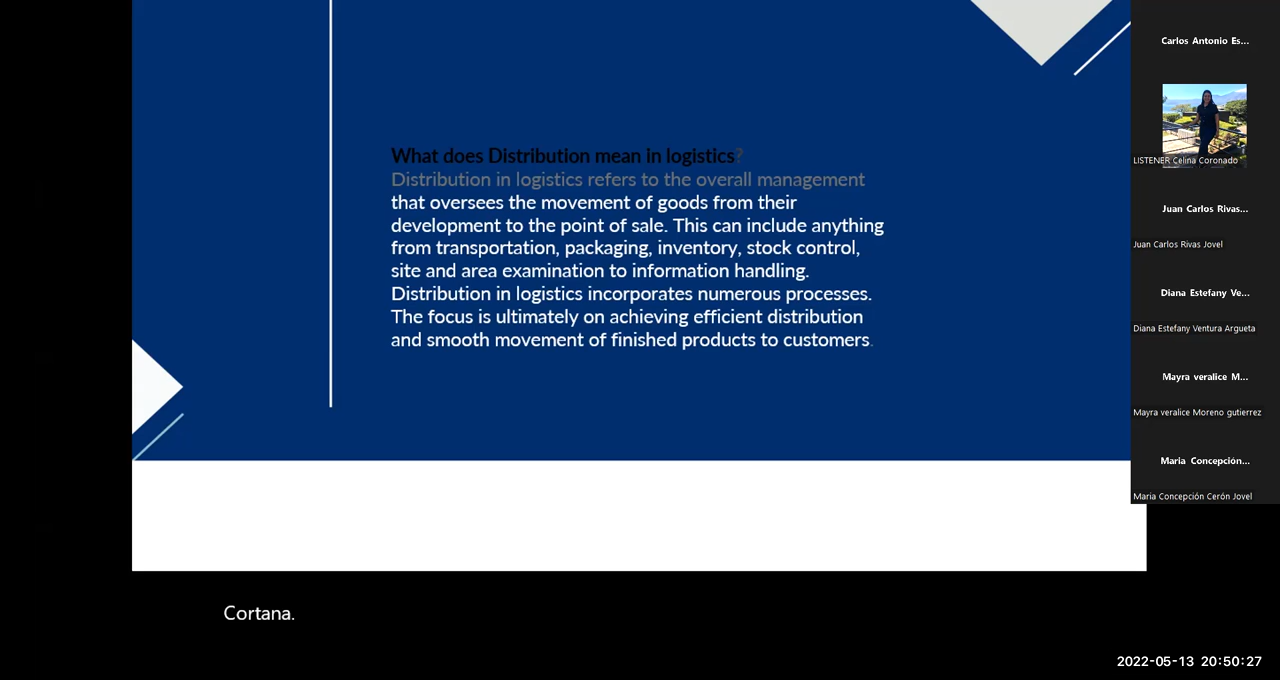 What does Distribution mean in logistics?
Distribution in logistics refers to the overall management
that oversees the movement of goods from their
development to the point of sale. This can include anything
from transportation, packaging, inventory, stock control,
site and area examination to information handling.
Distribution in logistics incorporates numerous processes.
The focus is ultimately on achieving efficient distribution
and smooth movement of finished products to customers.
Carlos Antonio Es...
LISTENER Celina Coronado
Juan Carlos Rivas...
Juan Carlos Rivas Jovel
Diana Estefany Ve...
Diana Estefany Ventura Argueta
Mayra veralice M...
Mayra veralice Moreno gutierrez
Maria Concepción...
Maria Concepción Cerón Jovel
Cortana.
2022-05-13 20:50:27